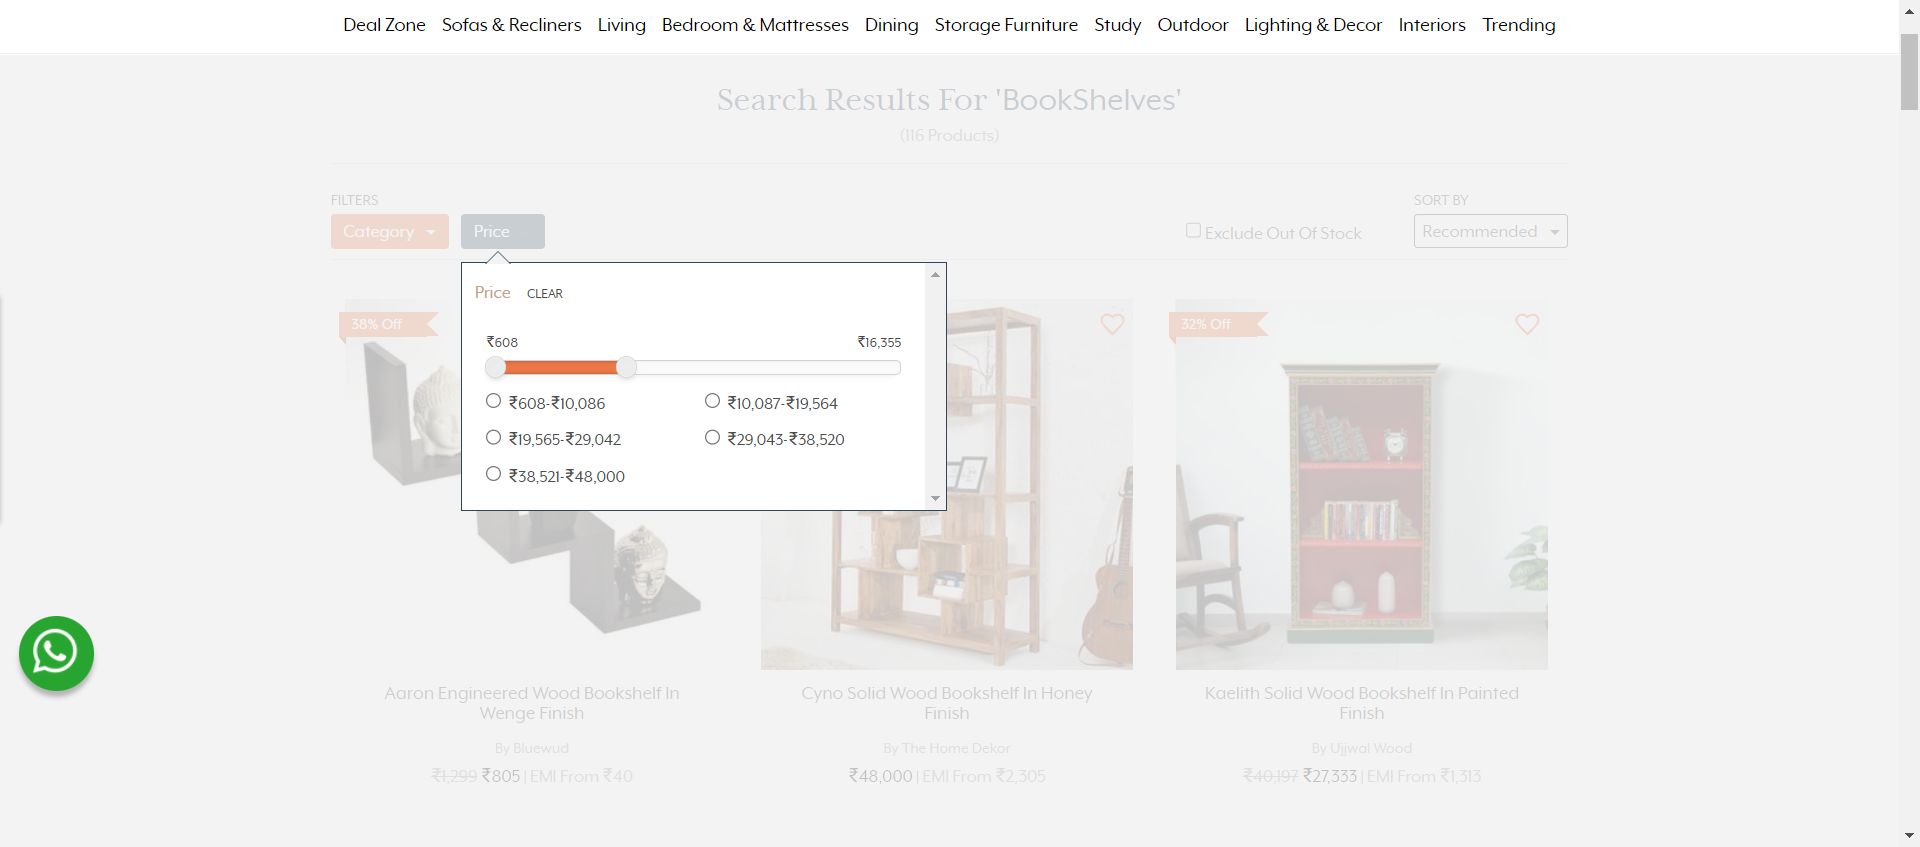 Deal Zone Sofas & Recliners Living Bedroom & Mattresses Dining Storage Furniture Study Outdoor Lighting & Decor Interiors Trending
Search Results For 'BookShelves'
(116 Products)
FILTERS
SORT BY
Category Price
Exclude Out Of Stock
Recommended
Price CLEAR
38% Off
32% Off
₹608 ₹16,355
₹608-₹10,086 ₹10,087-₹19,564
₹19,565-₹29,042 ₹29,043-₹38,520
₹38,521-₹48,000
Aaron Engineered Wood Bookshelf In
Wenge Finish
By Bluewud
₹1,299 ₹805 | EMI From ₹40
Cyno Solid Wood Bookshelf In Honey
Finish
By The Home Dekor
₹48,000 | EMI From ₹2,305
Kaelith Solid Wood Bookshelf In Painted
Finish
By Ujjwal Wood
₹40,197 ₹27,333 | EMI From ₹1,313